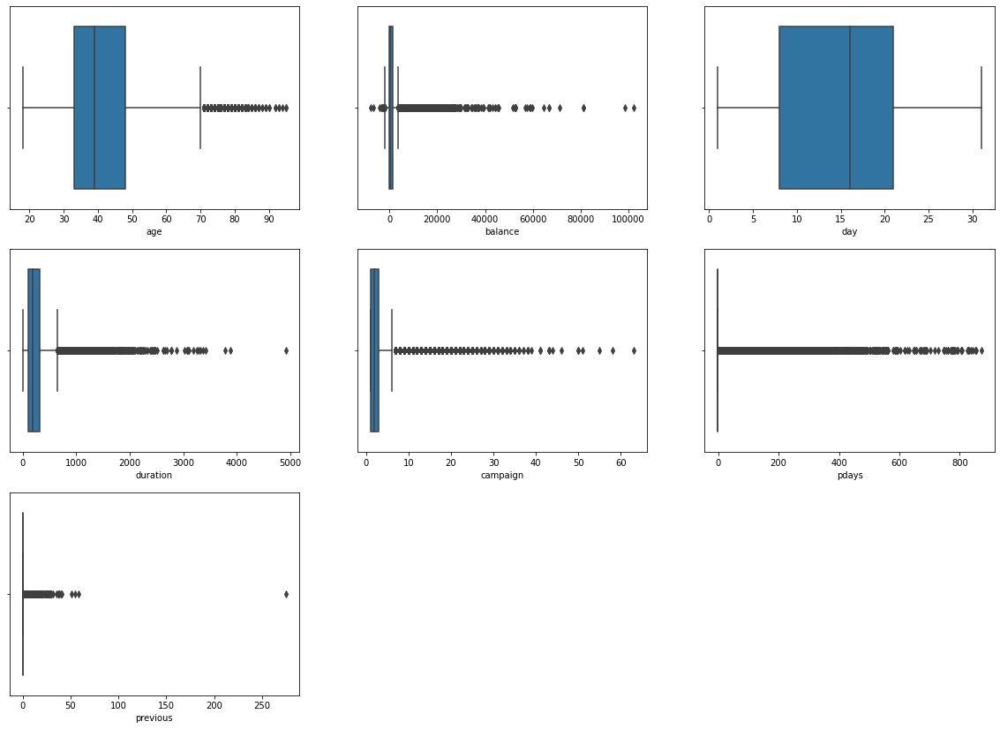 20 30 40 50 60 70 80 90
age
0 20000 40000 60000 80000 100000
balance
0 5 10 15 20 25 30
day
0 1000 2000 3000 4000 5000
duration
0 10 20 30 40 50 60
campaign
0 200 400 600 800
pdays
0 50 100 150 200 250
previous